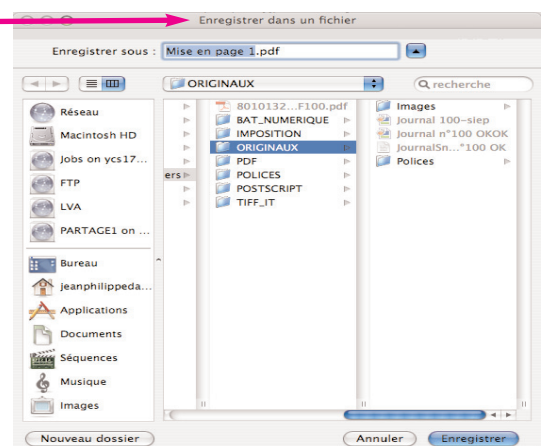 Enregistrer dans un fichier
Enregistrer sous : Mise en page 1.pdf
ORIGINAUX
recherche
Réseau
Macintosh HD
Jobs on ycs17...
FTP
LVA
PARTAGE1 on ...
Bureau
jeanphilippeda...
Applications
Documents
Séquences
Musique
Images
ers
8010132...F100.pdf
BAT_NUMERIQUE
IMPOSITION
ORIGINAUX
PDF
POLICES
POSTSCRIPT
TIFF_IT
Images
Journal 100-siep
Journal n°100 OKOK
JournalSn...°100 OK
Polices
Nouveau dossier
Annuler
Enregistrer